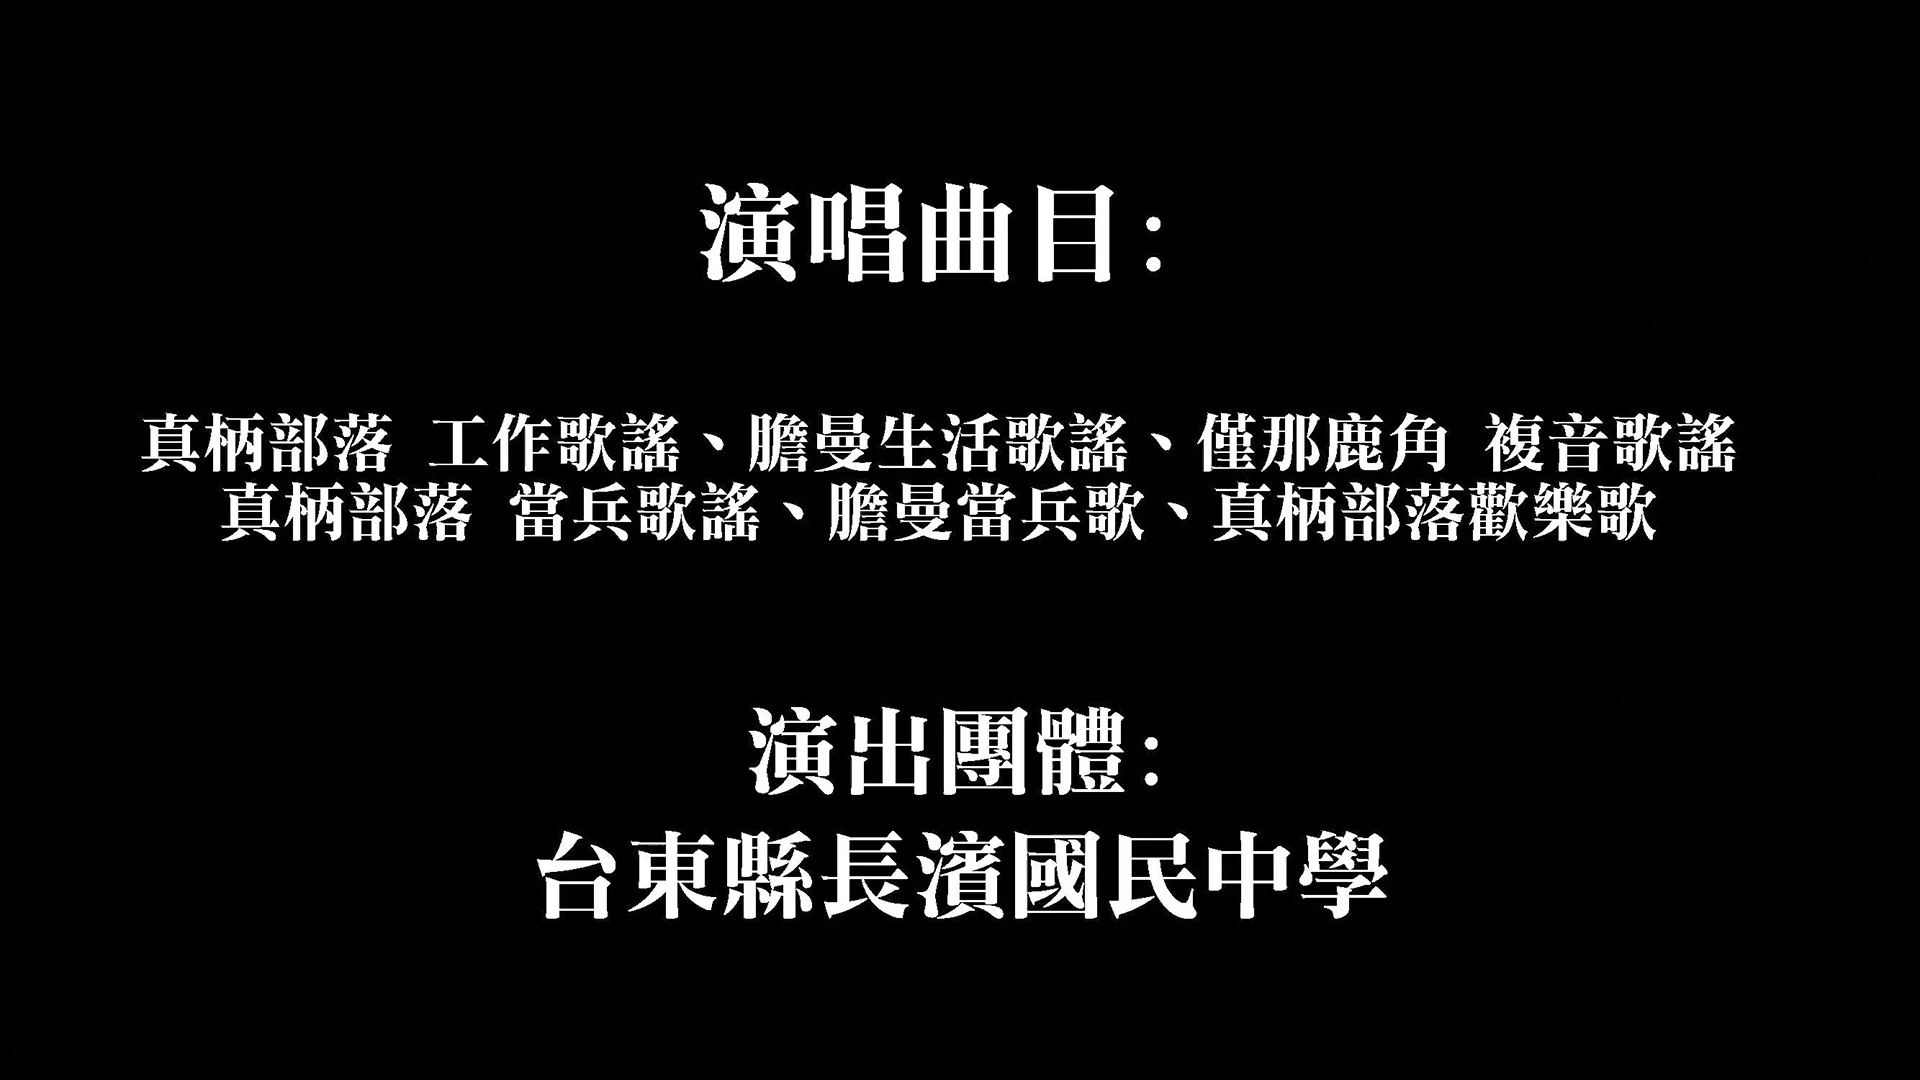 演唱曲目：
真柄部落 工作歌謠、膽曼生活歌謠、僅那鹿角 複音歌謠
真柄部落 當兵歌謠、膽曼當兵歌、真柄部落歡樂歌
演出團體：
台東縣長濱國民中學